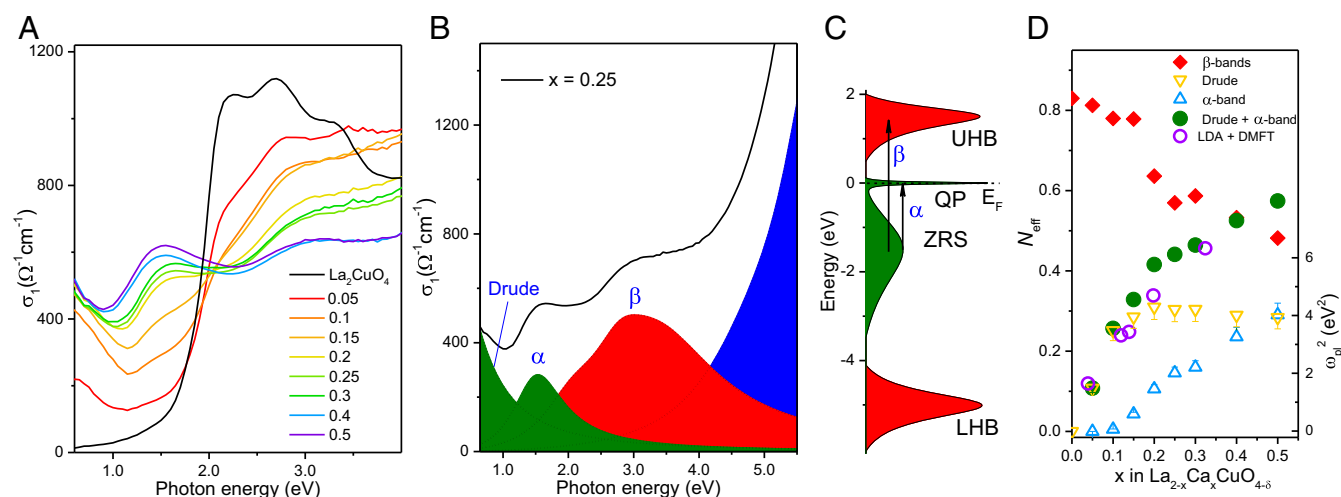 A
1200
800
400
0
σ₁(Ω⁻¹cm⁻¹)
La₂CuO₄
0.05
0.1
0.15
0.2
0.25
0.3
0.4
0.5
1.0 2.0 3.0
Photon energy (eV)
B
x = 0.25
1400
1200
800
400
0
σ₁(Ω⁻¹cm⁻¹)
Drude
α
β
1.0 2.0 3.0 4.0 5.0
Photon energy (eV)
C
2
0
-2
-4
Energy (eV)
UHB
β
E_F
QP
α
ZRS
LHB
D
β-bands
Drude
α-band
Drude + α-band
LDA + DMFT
0.8
0.6
0.4
0.2
0.0
N_eff
6
4
2
0
ω_pl² (eV²)
0.0 0.1 0.2 0.3 0.4 0.5
x in La₂₋ₓCaₓCuO₄₋δ